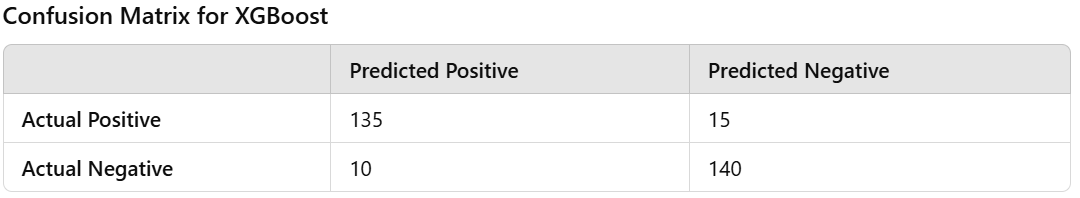 Confusion Matrix for XGBoost
Predicted Positive Predicted Negative
Actual Positive 135 15
Actual Negative 10 140